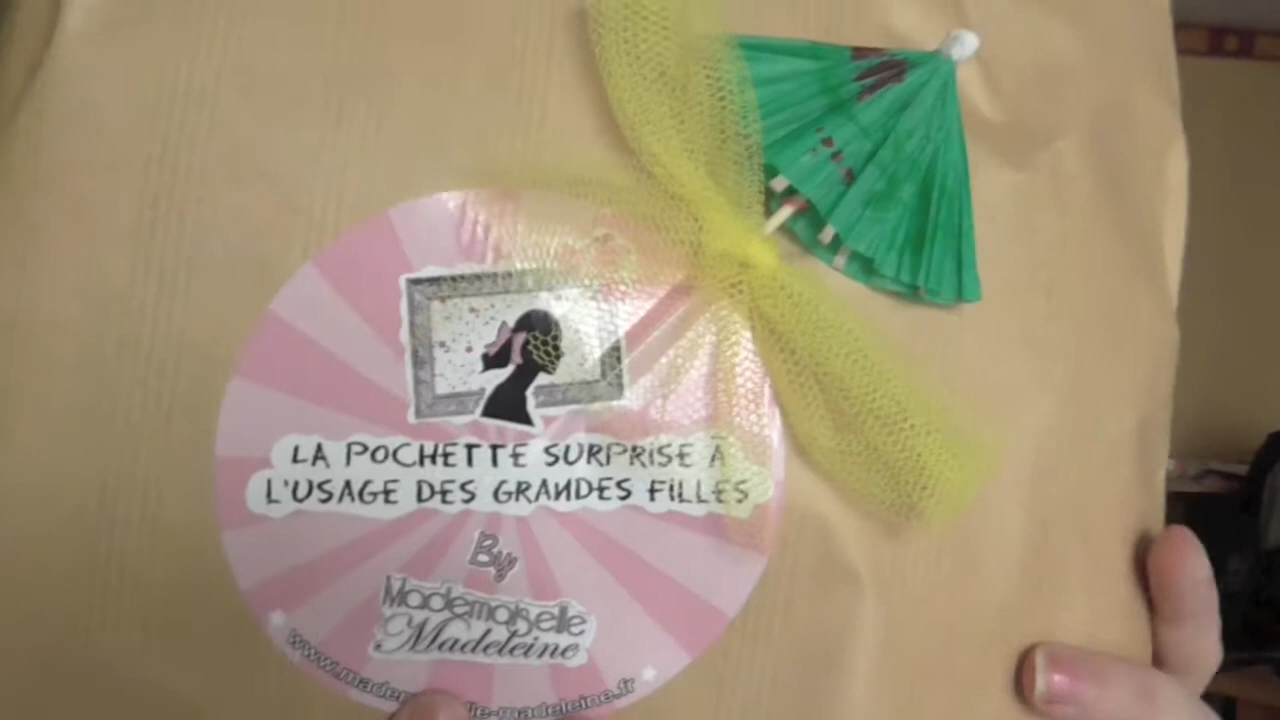 LA POCHETTE SURPRISE À
L'USAGE DES GRANDES FILLES
By
Mademoiselle
Madeleine